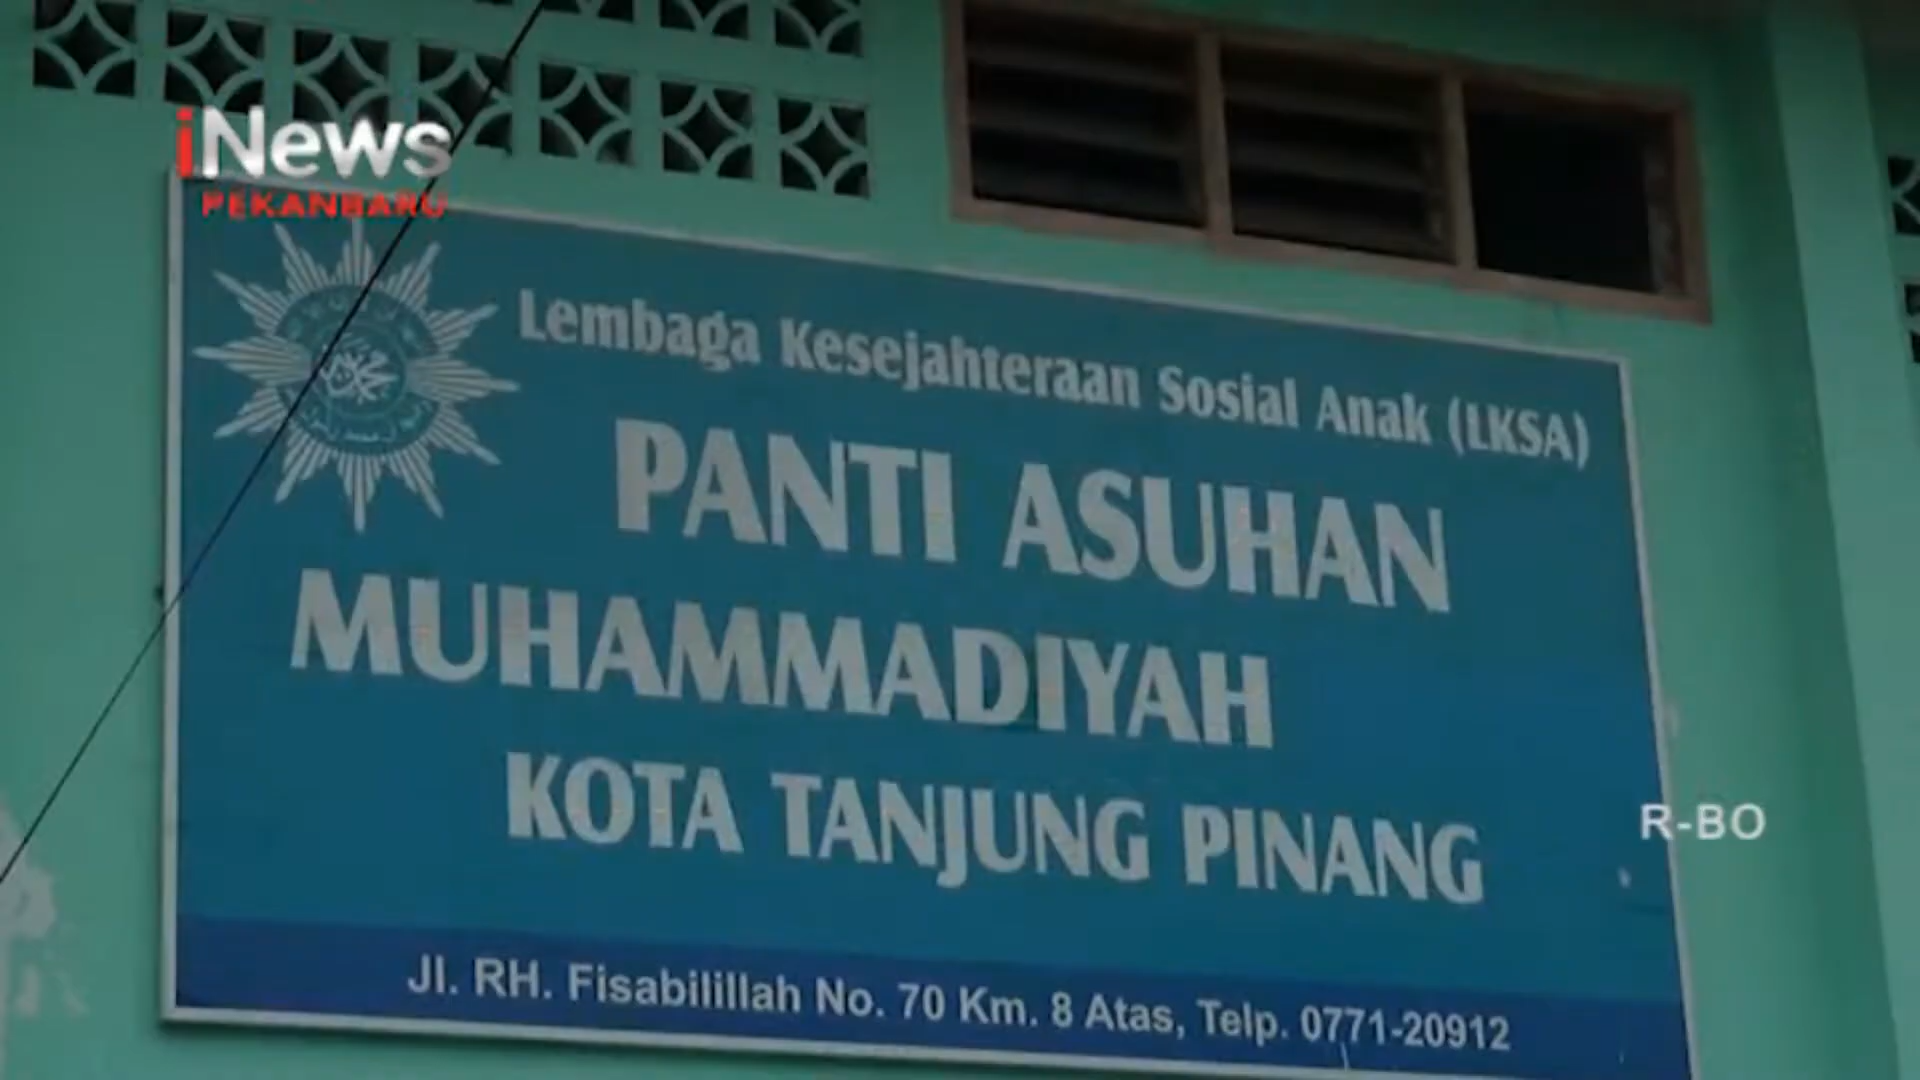 iNews
PEKANBARU
Lembaga Kesejahteraan Sosial Anak (LKSA)
PANTI ASUHAN
MUHAMMADIYAH
KOTA TANJUNG PINANG
R-BO
Jl. RH. Fisabilillah No. 70 Km. 8 Atas, Telp. 0771-20912